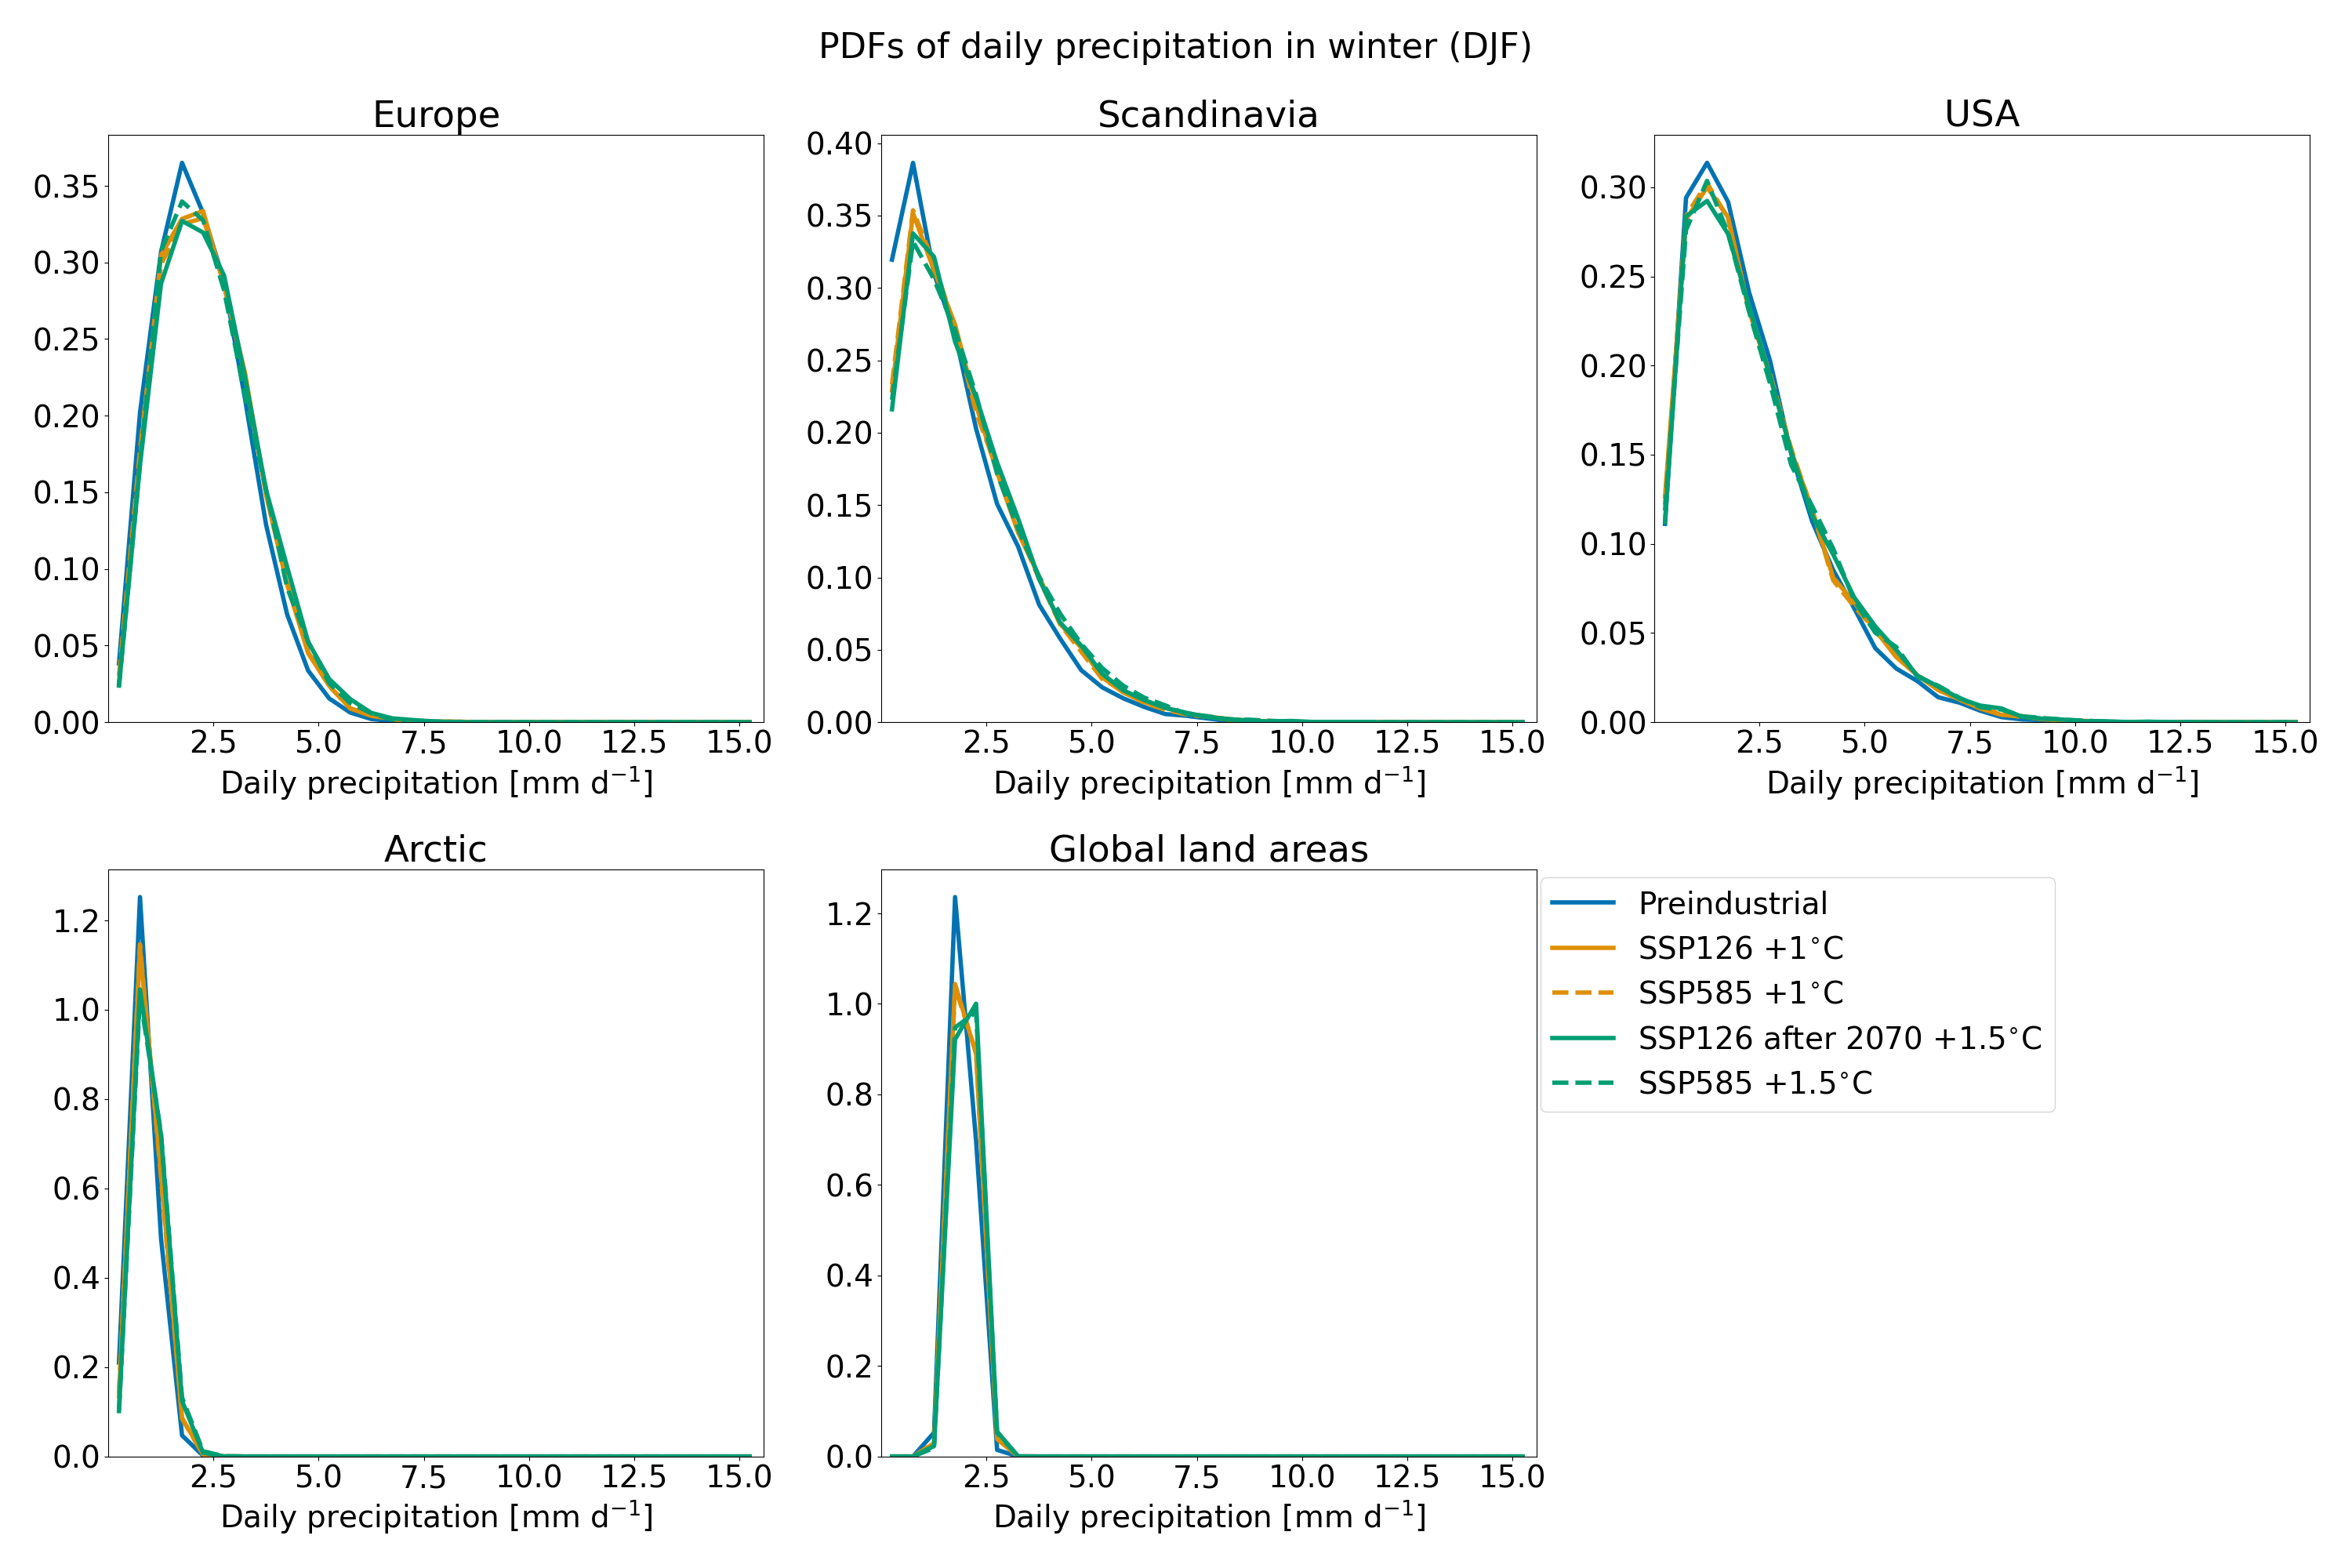 PDFs of daily precipitation in winter (DJF)
Europe
0.35
0.30
0.25
0.20
0.15
0.10
0.05
0.00
2.5 5.0 7.5 10.0 12.5 15.0
Daily precipitation [mm d⁻¹]
Scandinavia
0.40
0.35
0.30
0.25
0.20
0.15
0.10
0.05
0.00
2.5 5.0 7.5 10.0 12.5 15.0
Daily precipitation [mm d⁻¹]
USA
0.30
0.25
0.20
0.15
0.10
0.05
0.00
2.5 5.0 7.5 10.0 12.5 15.0
Daily precipitation [mm d⁻¹]
Arctic
1.2
1.0
0.8
0.6
0.4
0.2
0.0
2.5 5.0 7.5 10.0 12.5 15.0
Daily precipitation [mm d⁻¹]
Global land areas
1.2
1.0
0.8
0.6
0.4
0.2
0.0
2.5 5.0 7.5 10.0 12.5 15.0
Daily precipitation [mm d⁻¹]
Preindustrial
SSP126 +1°C
SSP585 +1°C
SSP126 after 2070 +1.5°C
SSP585 +1.5°C